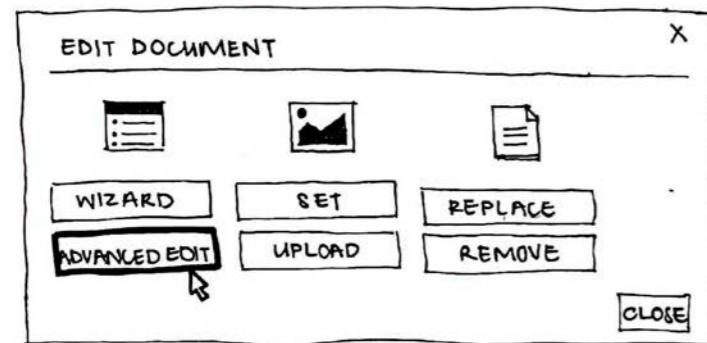 EDIT DOCUMENT X
WIZARD SET REPLACE
ADVANCED EDIT UPLOAD REMOVE
CLOSE